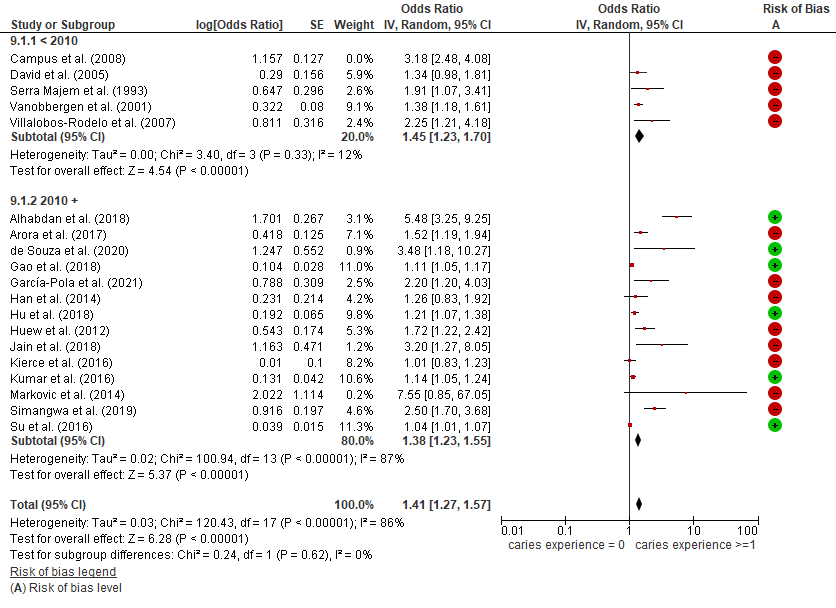 Odds Ratio Odds Ratio Risk of Bias
Study or Subgroup log[Odds Ratio] SE Weight IV, Random, 95% CI IV, Random, 95% CI A
9.1.1 < 2010
Campus et al. (2008) 1.157 0.127 0.0% 3.18 [2.48, 4.08]
David et al. (2005) 0.29 0.156 5.9% 1.34 [0.98, 1.81]
Serra Majem et al. (1993) 0.647 0.296 2.6% 1.91 [1.07, 3.41]
Vanobbergen et al. (2001) 0.322 0.08 9.1% 1.38 [1.18, 1.61]
Villalobos-Rodelo et al. (2007) 0.811 0.316 2.4% 2.25 [1.21, 4.18]
Subtotal (95% CI) 20.0% 1.45 [1.23, 1.70]
Heterogeneity: Tau² = 0.00; Chi² = 3.40, df = 3 (P = 0.33); I² = 12%
Test for overall effect: Z = 4.54 (P < 0.00001)
9.1.2 2010 +
Alhabdan et al. (2018) 1.701 0.267 3.1% 5.48 [3.25, 9.25]
Arora et al. (2017) 0.418 0.125 7.1% 1.52 [1.19, 1.94]
de Souza et al. (2020) 1.247 0.552 0.9% 3.48 [1.18, 10.27]
Gao et al. (2018) 0.104 0.028 11.0% 1.11 [1.05, 1.17]
García-Pola et al. (2021) 0.788 0.309 2.5% 2.20 [1.20, 4.03]
Han et al. (2014) 0.231 0.214 4.2% 1.26 [0.83, 1.92]
Hu et al. (2018) 0.192 0.065 9.8% 1.21 [1.07, 1.38]
Huew et al. (2012) 0.543 0.174 5.3% 1.72 [1.22, 2.42]
Jain et al. (2018) 1.163 0.471 1.2% 3.20 [1.27, 8.05]
Kierce et al. (2016) 0.01 0.1 8.2% 1.01 [0.83, 1.23]
Kumar et al. (2016) 0.131 0.042 10.6% 1.14 [1.05, 1.24]
Markovic et al. (2014) 2.022 1.114 0.2% 7.55 [0.85, 67.05]
Simangwa et al. (2019) 0.916 0.197 4.6% 2.50 [1.70, 3.68]
Su et al. (2016) 0.039 0.015 11.3% 1.04 [1.01, 1.07]
Subtotal (95% CI) 80.0% 1.38 [1.23, 1.55]
Heterogeneity: Tau² = 0.02; Chi² = 100.94, df = 13 (P < 0.00001); I² = 87%
Test for overall effect: Z = 5.37 (P < 0.00001)
Total (95% CI) 100.0% 1.41 [1.27, 1.57]
Heterogeneity: Tau² = 0.03; Chi² = 120.43, df = 17 (P < 0.00001); I² = 86%
Test for overall effect: Z = 6.28 (P < 0.00001)
Test for subgroup differences: Chi² = 0.24, df = 1 (P = 0.62), I² = 0%
0.01 0.1 1 10 100
caries experience = 0 caries experience >=1
Risk of bias legend
(A) Risk of bias level